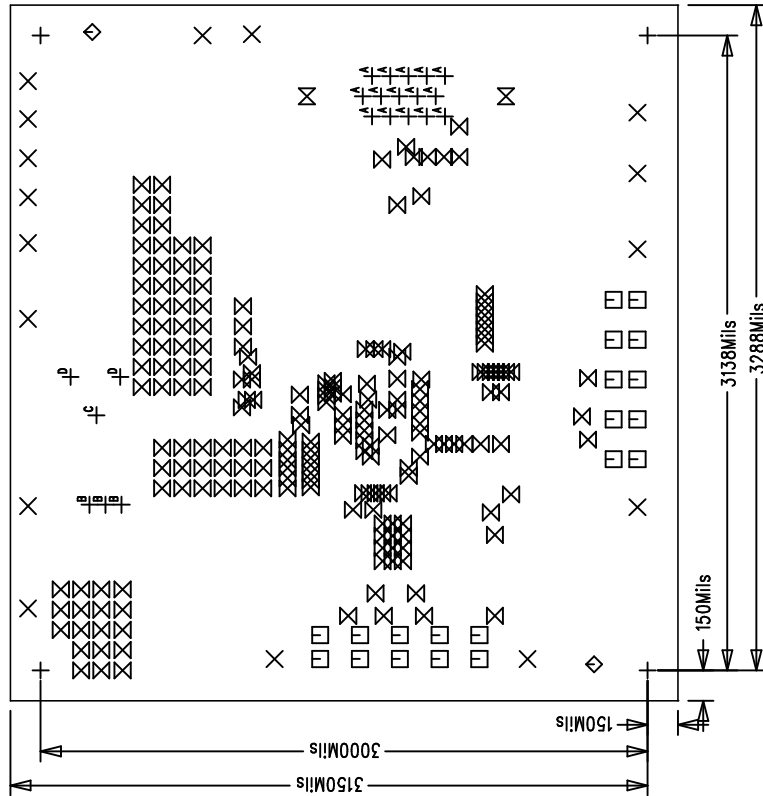 A A A A A
A A A A A
A A A A A
D D
C
B B B
3138Mils
3288Mils
150Mils
150Mils
3000Mils
3150Mils